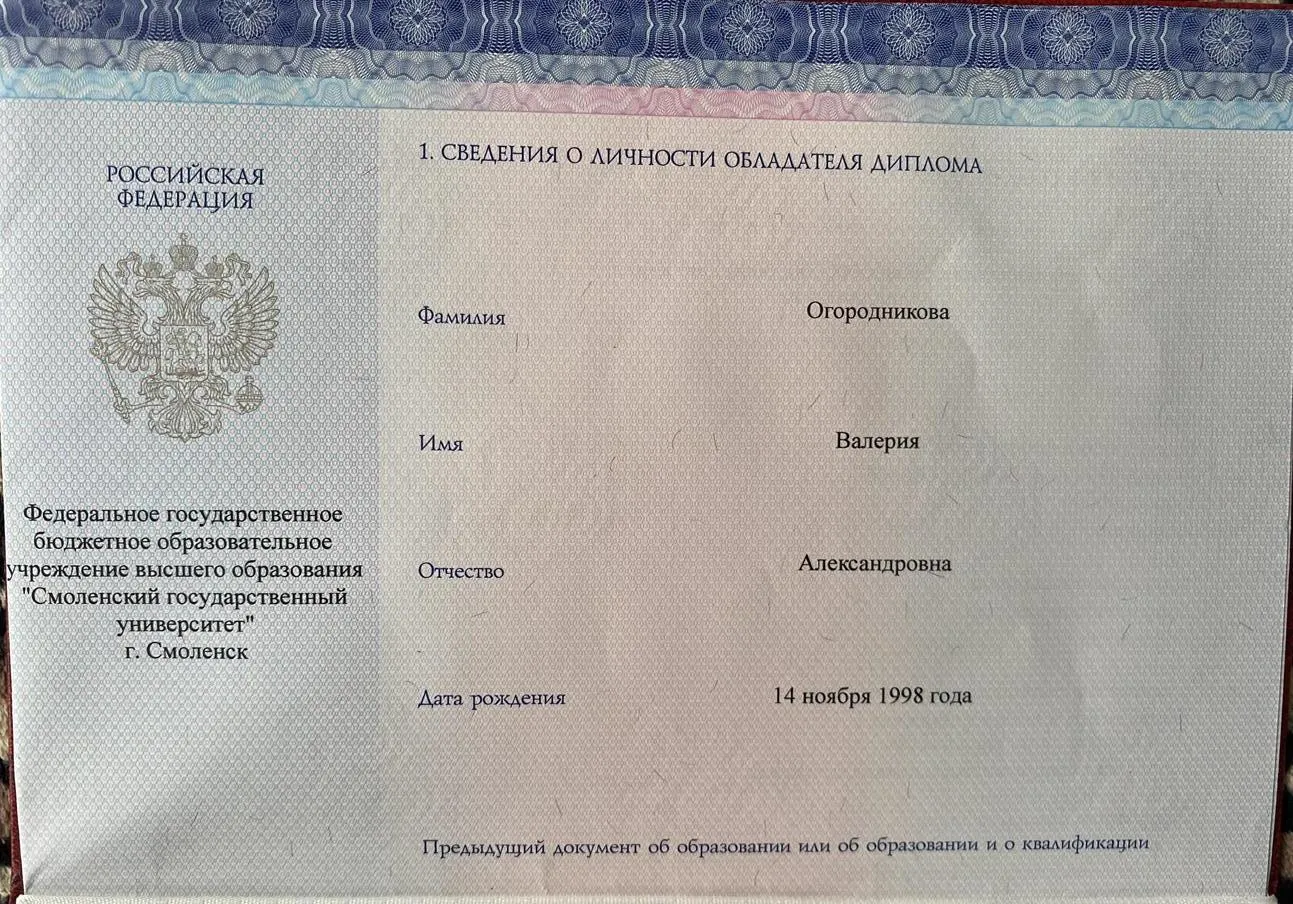 РОССИЙСКАЯ
ФЕДЕРАЦИЯ
Федеральное государственное
бюджетное образовательное
учреждение высшего образования
"Смоленский государственный
университет"
г. Смоленск
1. СВЕДЕНИЯ О ЛИЧНОСТИ ОБЛАДАТЕЛЯ ДИПЛОМА
Фамилия Огородникова
Имя Валерия
Отчество Александровна
Дата рождения 14 ноября 1998 года
Предыдущий документ об образовании или об образовании и о квалификации